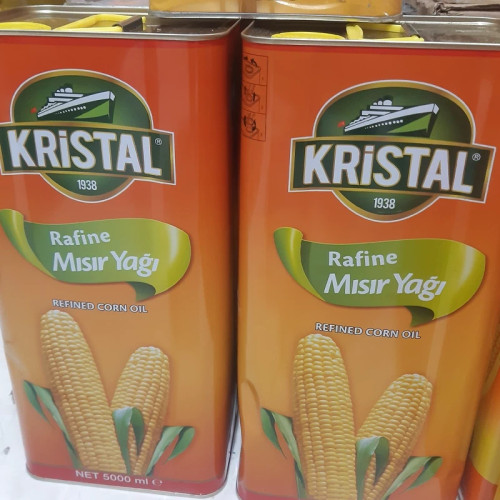 KRiSTAL®
1938
Rafine
Mısır Yağı
REFINED CORN OIL
NET 5000 ml e
KRiSTAL®
1938
Rafine
Mısır Yağı
REFINED CORN OIL